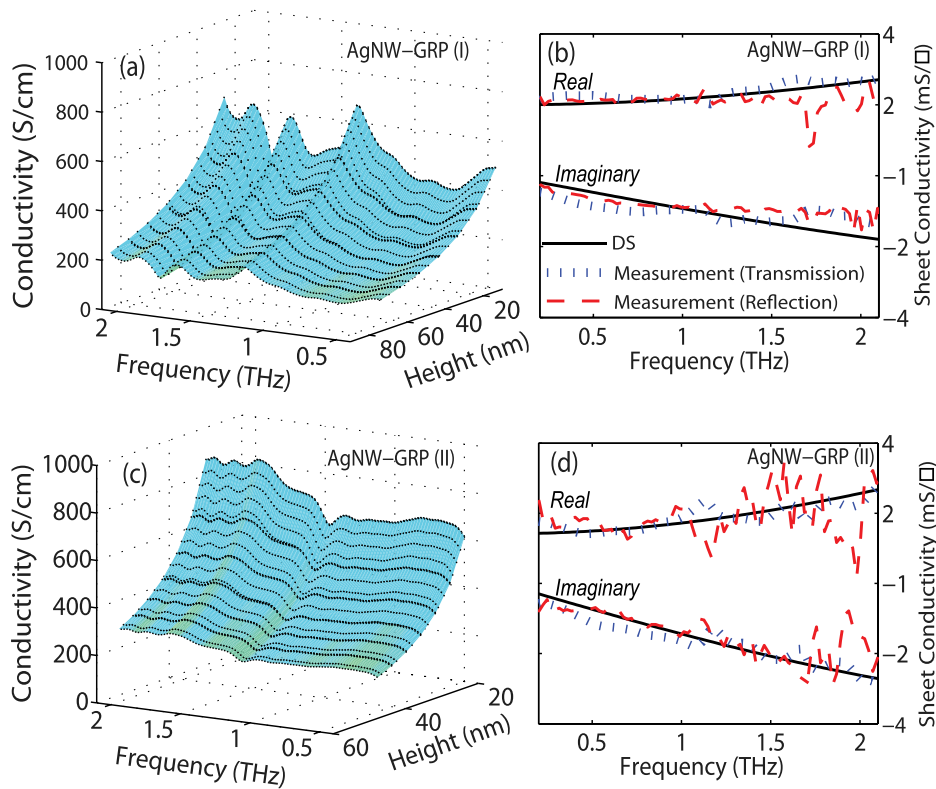 (a)
AgNW–GRP (I)
Conductivity (S/cm)
1000
800
600
400
200
0
2
1.5
1
0.5
Frequency (THz)
80
60
40
20
Height (nm)
(b)
AgNW–GRP (I)
Real
Imaginary
DS
Measurement (Transmission)
Measurement (Reflection)
4
2
–1
–2
–4
Sheet Conductivity (mS/□)
0.5
1
1.5
2
Frequency (THz)
(c)
AgNW–GRP (II)
Conductivity (S/cm)
1000
800
600
400
200
0
2
1.5
1
0.5
Frequency (THz)
60
40
20
Height (nm)
(d)
AgNW–GRP (II)
Real
Imaginary
4
2
–1
–2
–4
Sheet Conductivity (mS/□)
0.5
1
1.5
2
Frequency (THz)